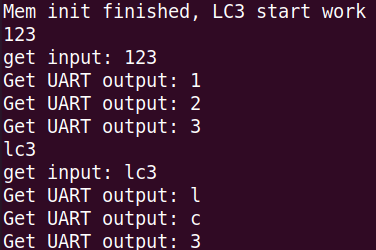 Mem init finished, LC3 start work
123
get input: 123
Get UART output: 1
Get UART output: 2
Get UART output: 3
lc3
get input: lc3
Get UART output: l
Get UART output: c
Get UART output: 3